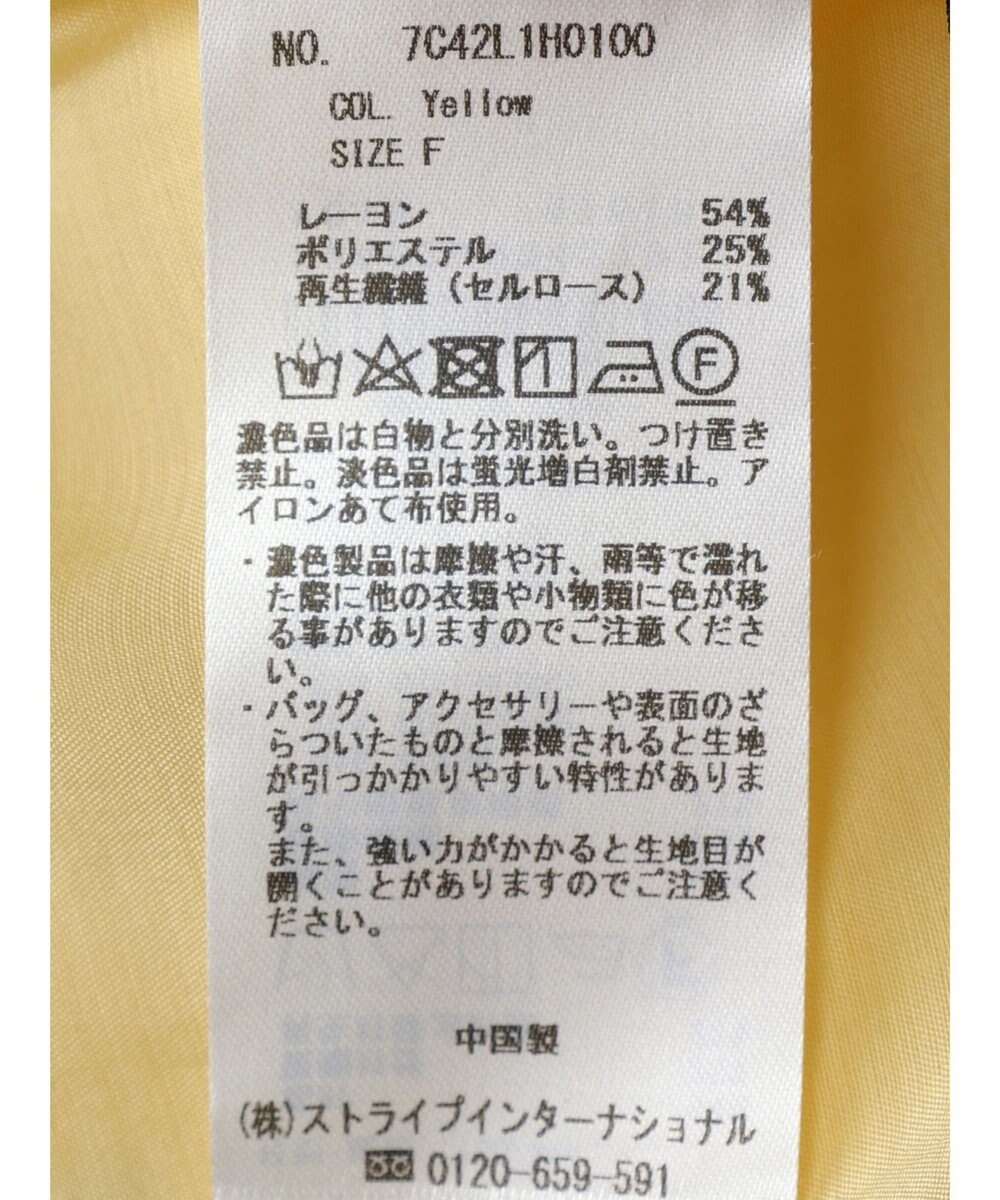 NO. 7C42L1H0100
COL. Yellow
SIZE F
レーヨン 54%
ポリエステル 25%
再生繊維(セルロース) 21%
F
濃色品は白物と分別洗い。つけ置き
禁止。淡色品は蛍光増白剤禁止。ア
イロンあて布使用。
・濃色製品は摩擦や汗、雨等で濡れ
た際に他の衣類や小物類に色が移
る事がありますのでご注意くださ
い。
・バッグ、アクセサリーや表面のざ
らついたものと摩擦されると生地
が引っかかりやすい特性がありま
す。
また、強い力がかかると生地目が
開くことがありますのでご注意く
ださい。
中国製
(株)ストライプインターナショナル
0120-659-591